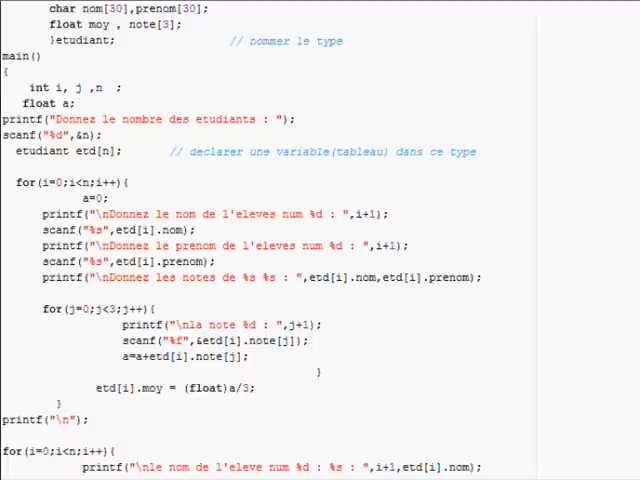 char nom[30],prenom[30];
float moy , note[3];
}etudiant; // nommer le type
main()
{
int i, j ,n ;
float a;
printf("Donnez le nombre des etudiants : ");
scanf("%d",&n);
etudiant etd[n]; // declarer une variable(tableau) dans ce type
for(i=0;i<n;i++){
a=0;
printf("\nDonnez le nom de l'eleves num %d : ",i+1);
scanf("%s",etd[i].nom);
printf("\nDonnez le prenom de l'eleves num %d : ",i+1);
scanf("%s",etd[i].prenom);
printf("\nDonnez les notes de %s %s : ",etd[i].nom,etd[i].prenom);
for(j=0;j<3;j++){
printf("\nla note %d : ",j+1);
scanf("%f",&etd[i].note[j]);
a=a+etd[i].note[j];
}
etd[i].moy = (float)a/3;
}
printf("\n");
for(i=0;i<n;i++){
printf("\nle nom de l'eleve num %d : %s : ",i+1,etd[i].nom);